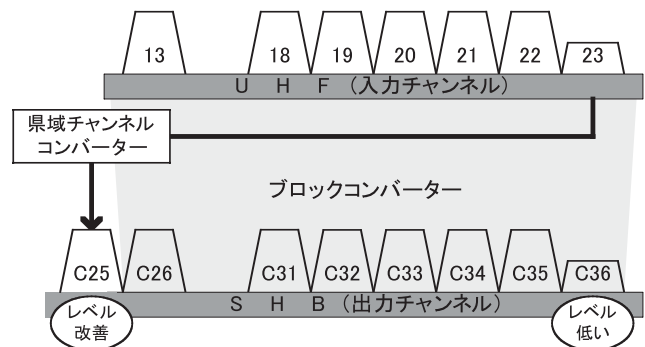 13 18 19 20 21 22 23
U H F (入力チャンネル)
県域チャンネル
コンバーター
ブロックコンバーター
C25 C26 C31 C32 C33 C34 C35 C36
S H B (出力チャンネル)
レベル
改善
レベル
低い